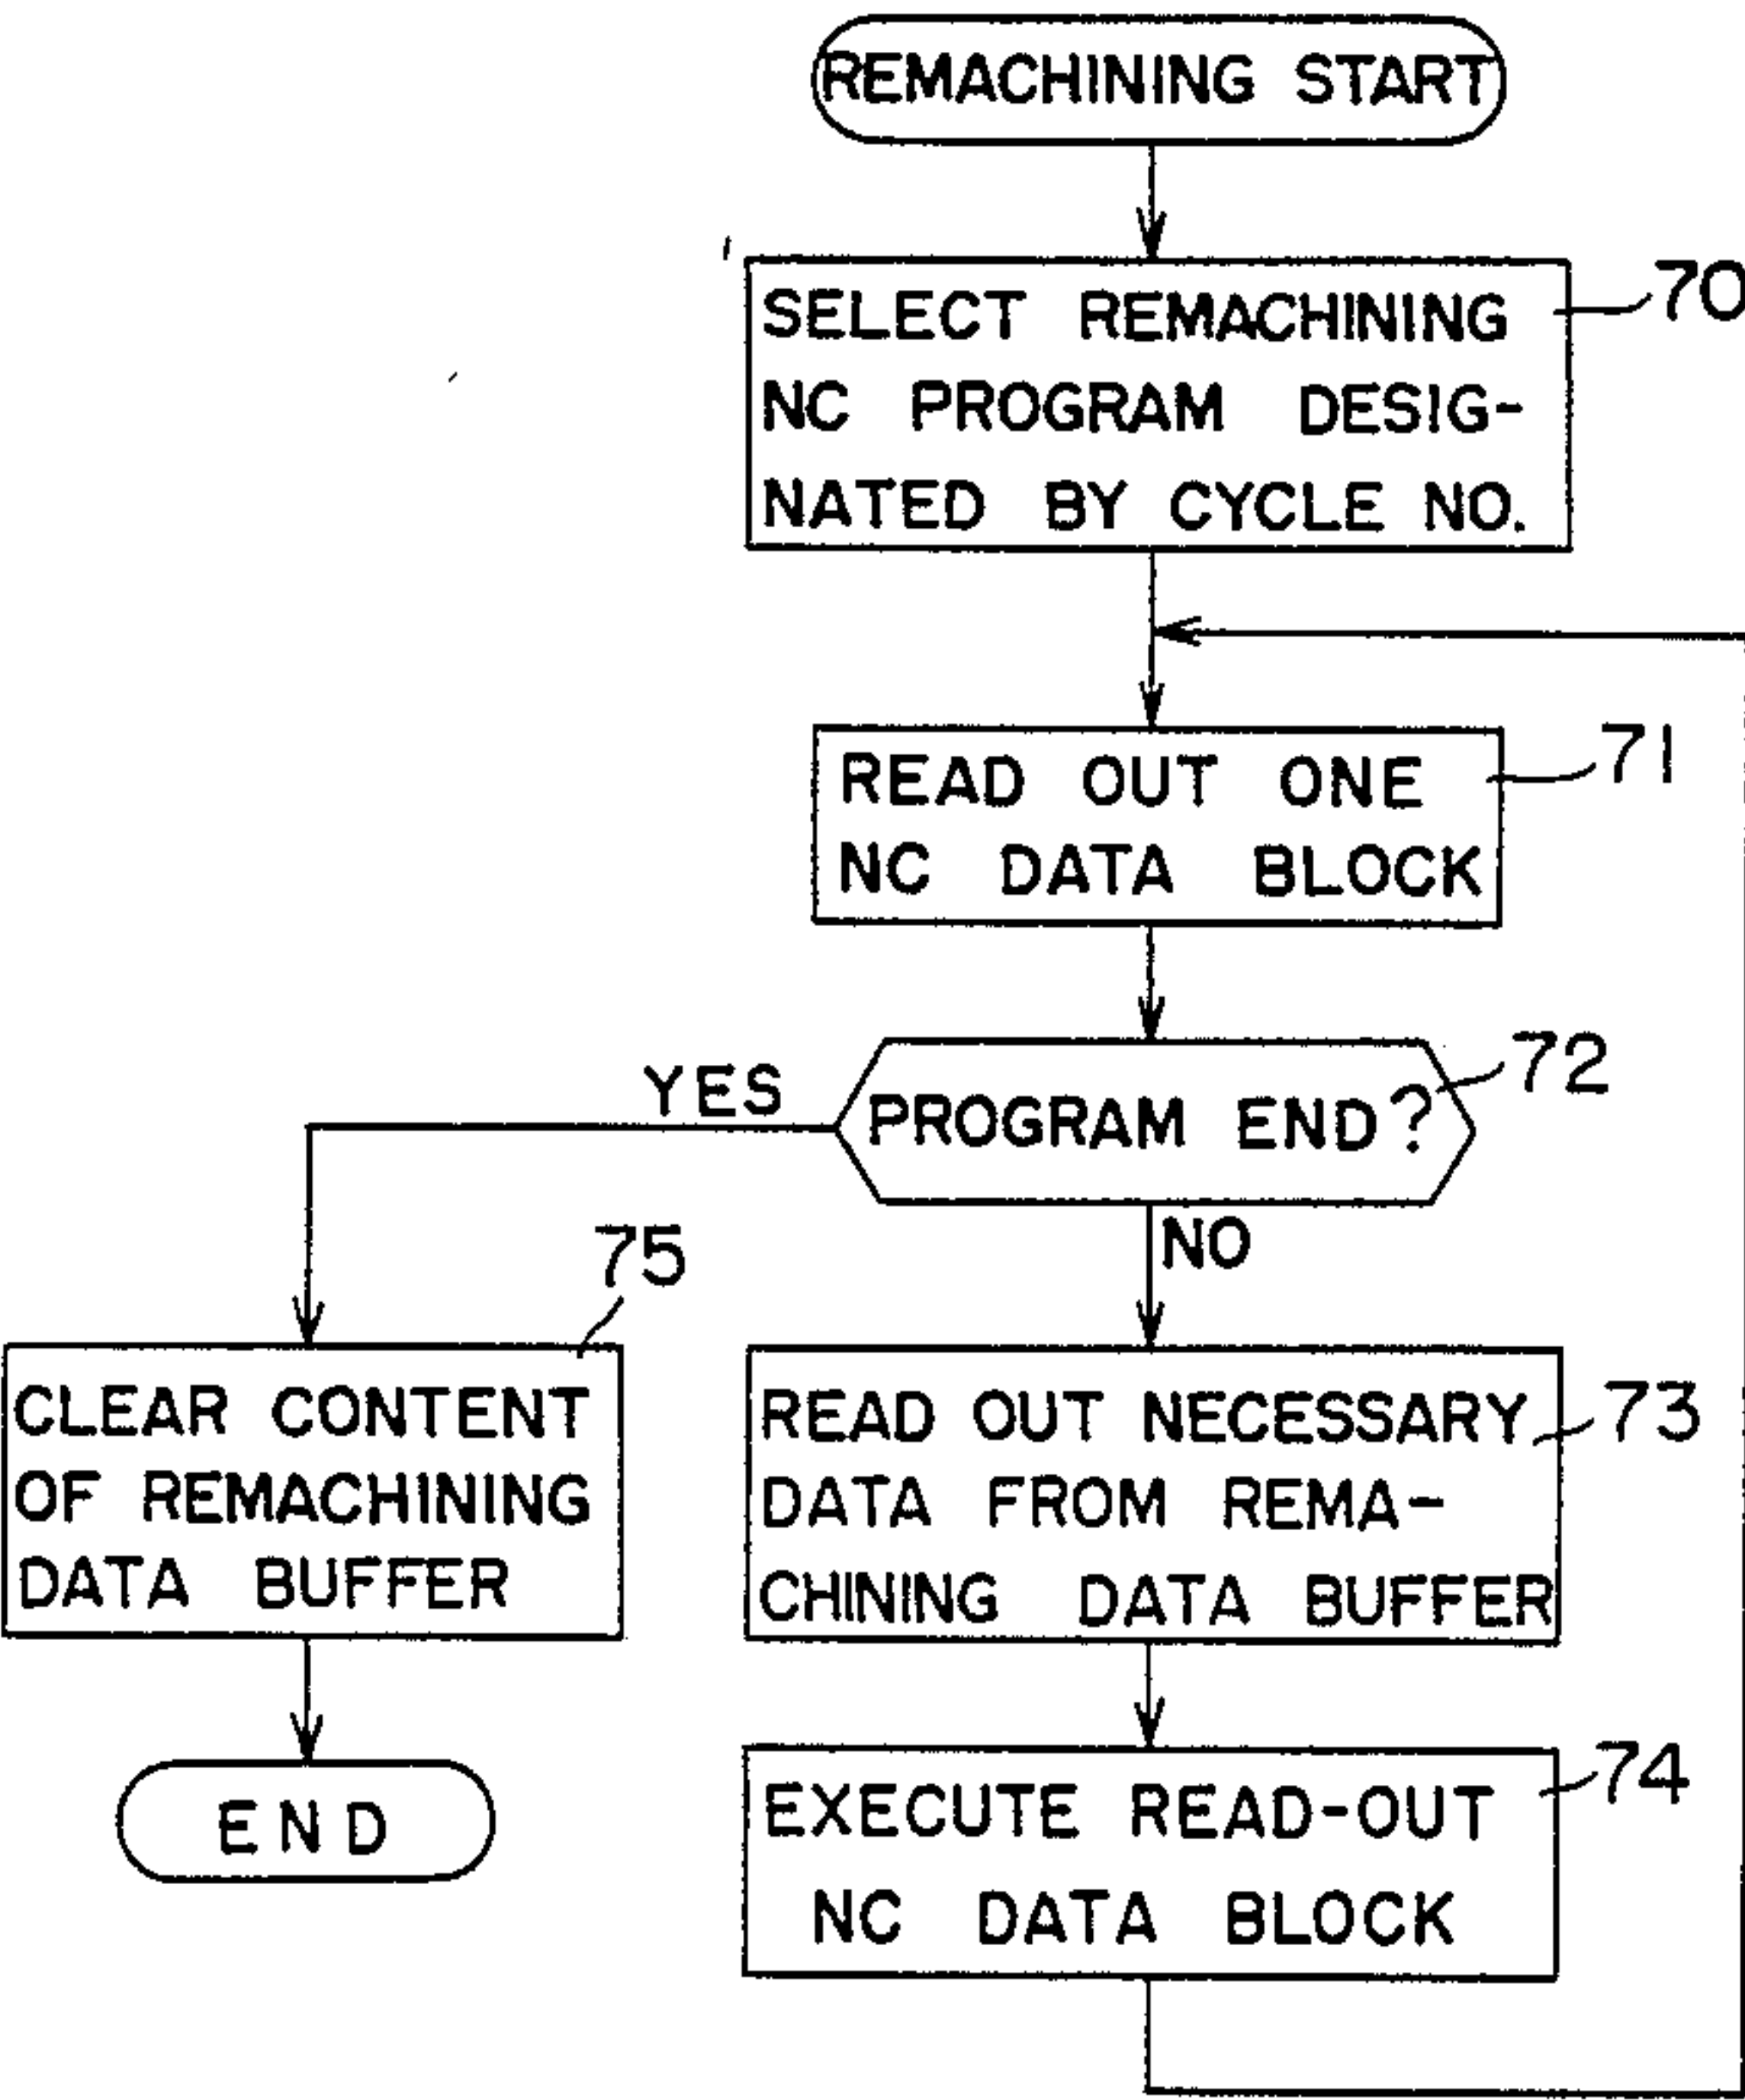 REMACHINING START
70
SELECT REMACHINING
NC PROGRAM DESIG-
NATED BY CYCLE NO.
71
READ OUT ONE
NC DATA BLOCK
72
PROGRAM END?
YES
NO
75
CLEAR CONTENT
OF REMACHINING
DATA BUFFER
73
READ OUT NECESSARY
DATA FROM REMA-
CHINING DATA BUFFER
74
EXECUTE READ-OUT
NC DATA BLOCK
END